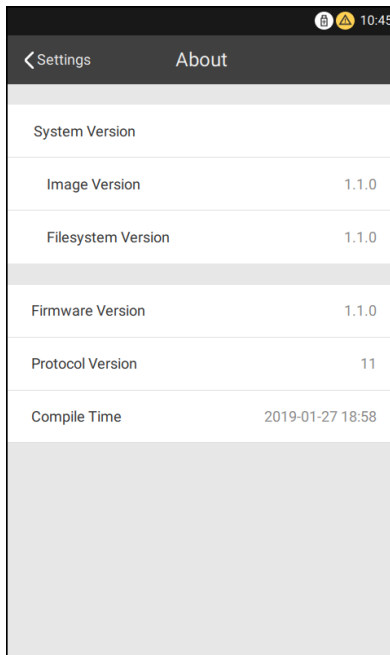 10:45
Settings About
System Version
Image Version 1.1.0
Filesystem Version 1.1.0
Firmware Version 1.1.0
Protocol Version 11
Compile Time 2019-01-27 18:58